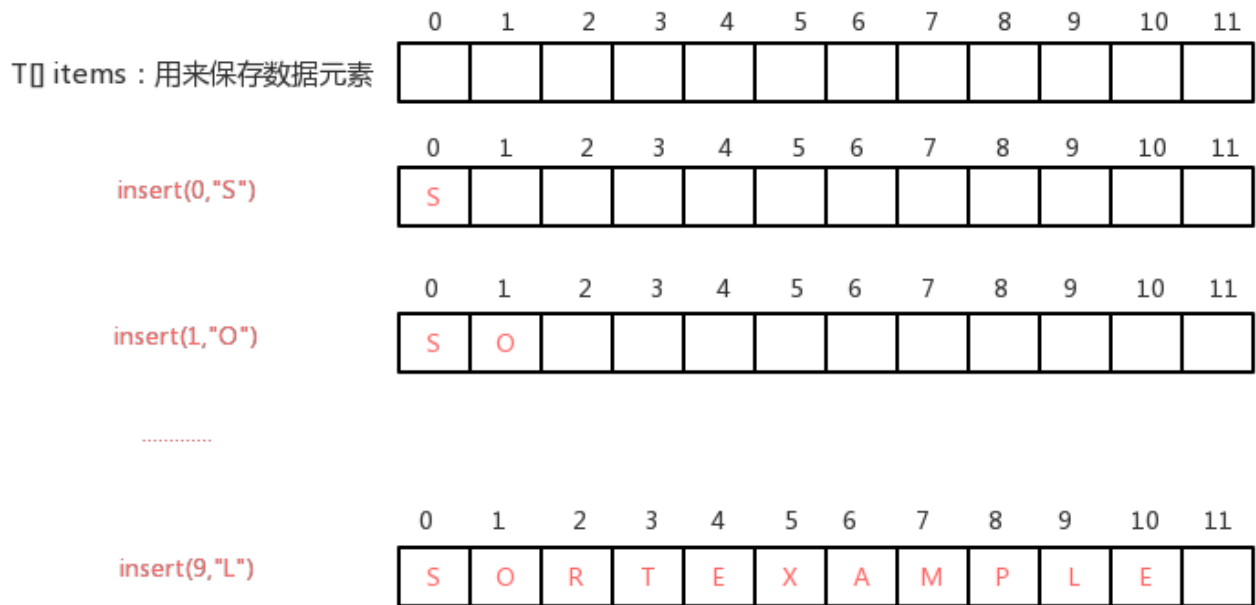 0 1 2 3 4 5 6 7 8 9 10 11
T[] items：用来保存数据元素
0 1 2 3 4 5 6 7 8 9 10 11
insert(0,"S") S
0 1 2 3 4 5 6 7 8 9 10 11
insert(1,"O") S O
.............
0 1 2 3 4 5 6 7 8 9 10 11
insert(9,"L") S O R T E X A M P L E